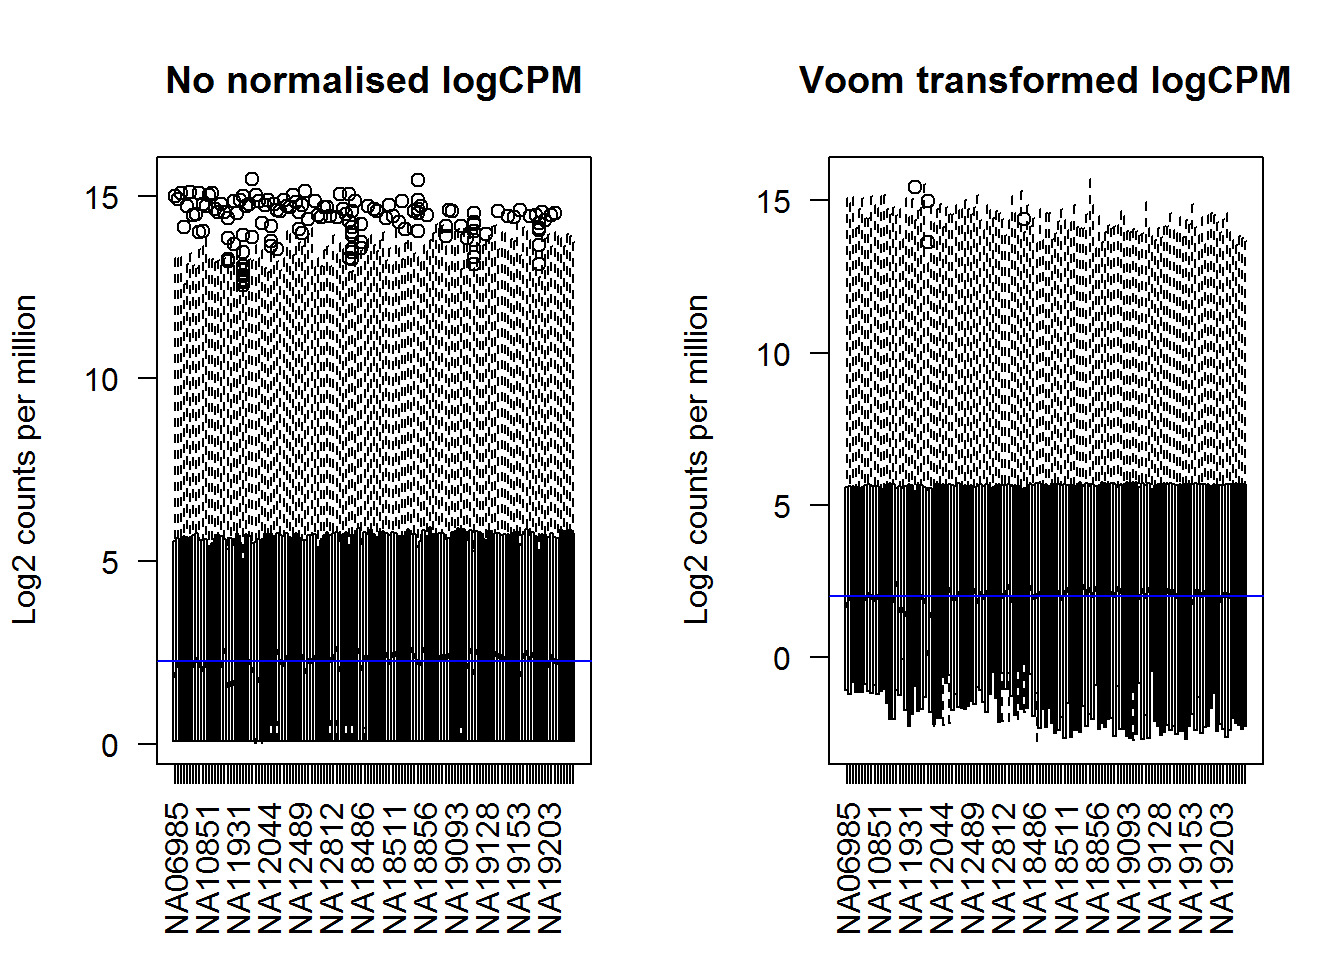 No normalised logCPM
Log2 counts per million
15
10
5
0
NA06985
NA10851
NA11931
NA12044
NA12489
NA12812
NA18486
NA18511
NA18856
NA19093
NA19128
NA19153
NA19203
Voom transformed logCPM
Log2 counts per million
15
10
5
0
NA06985
NA10851
NA11931
NA12044
NA12489
NA12812
NA18486
NA18511
NA18856
NA19093
NA19128
NA19153
NA19203